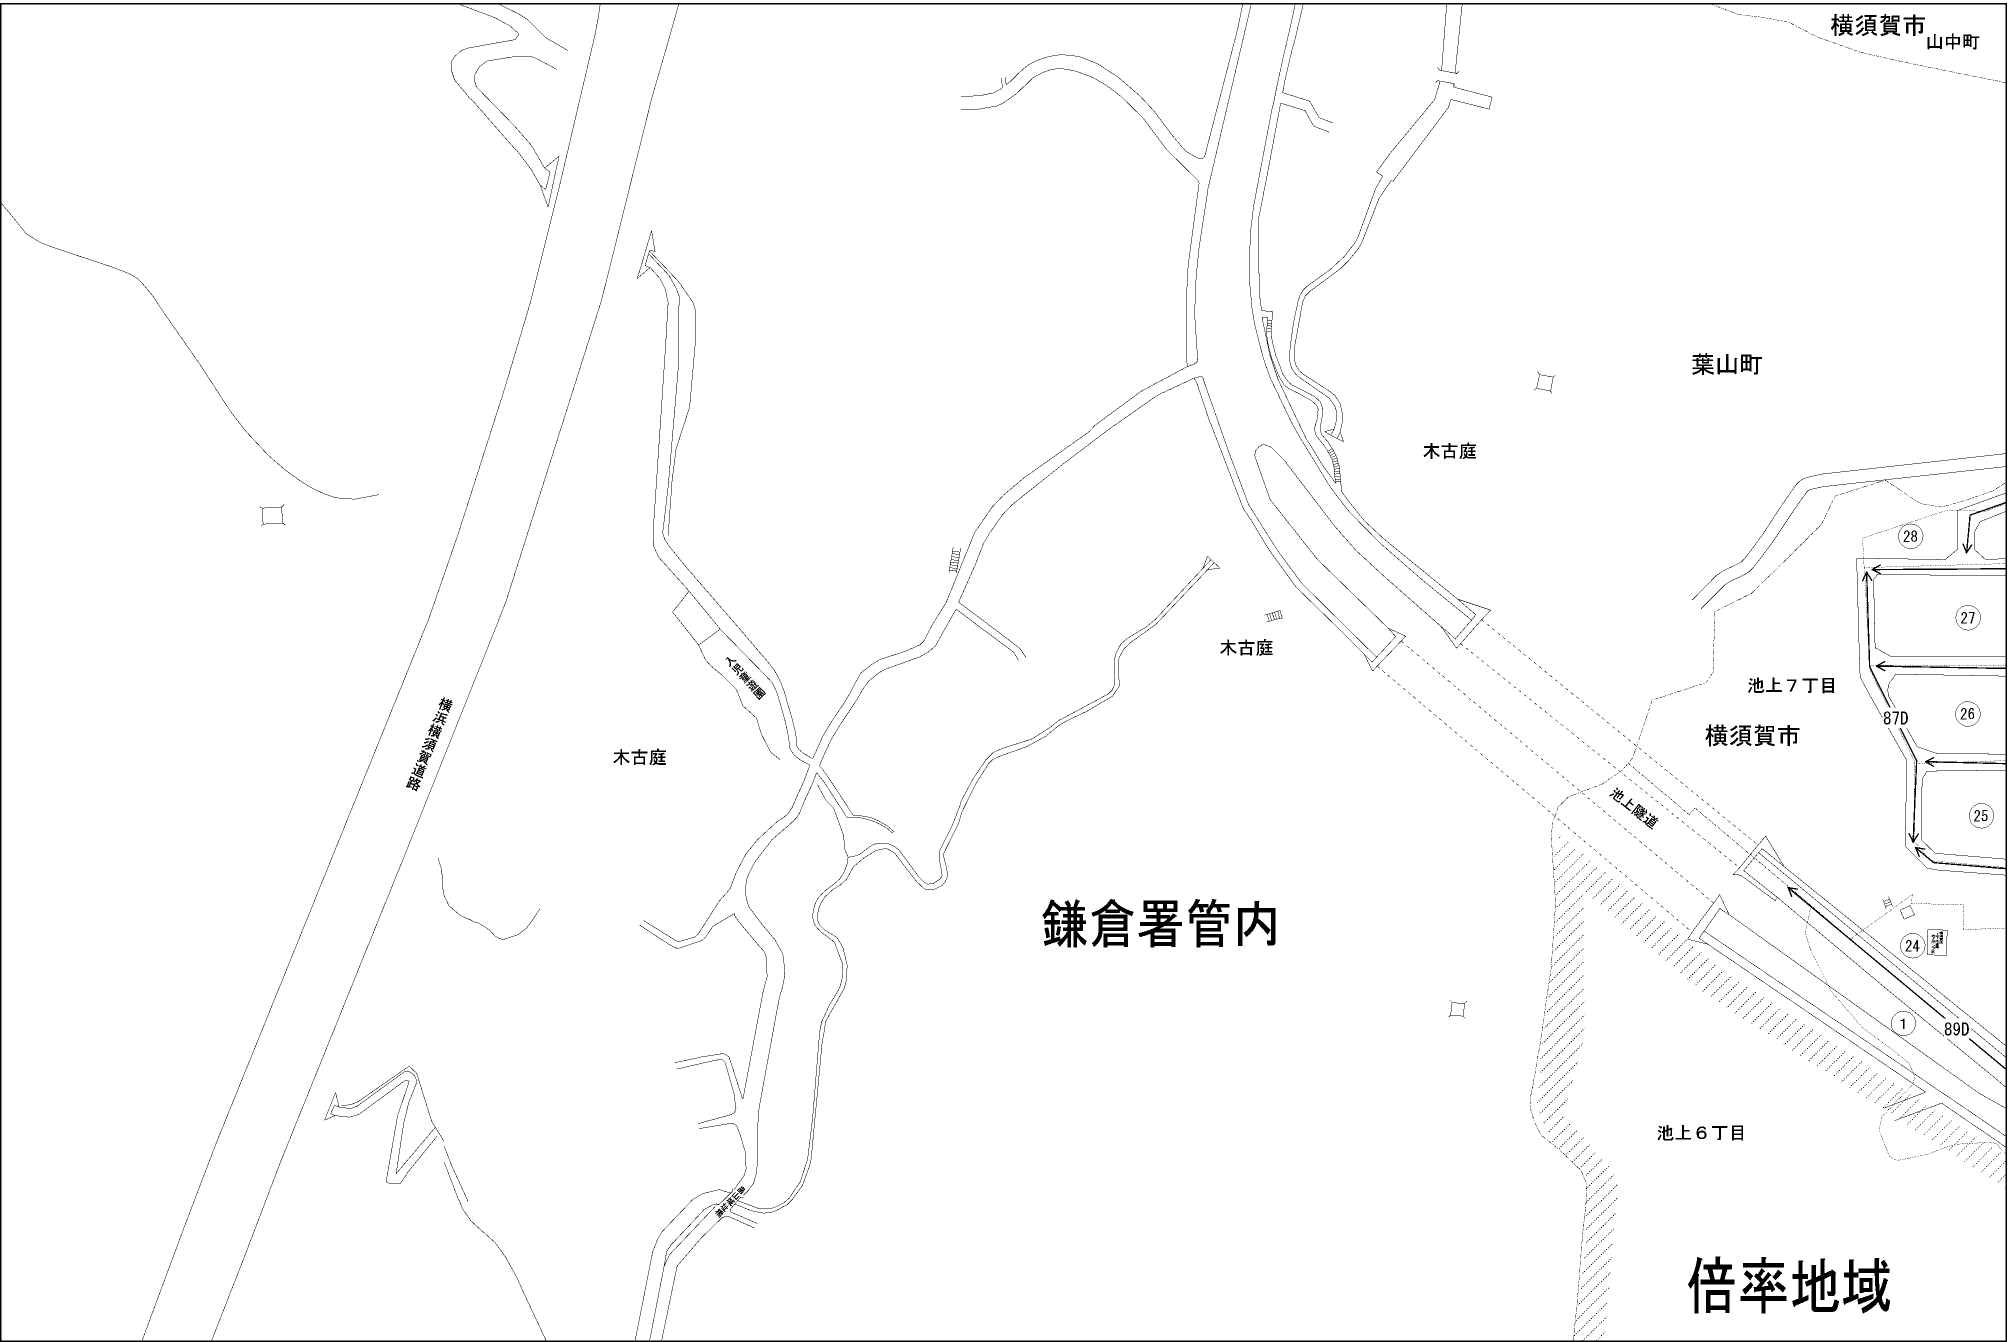 横須賀市
山中町
葉山町
木古庭
28
27
木古庭
池上７丁目
26
87D
横浜横須賀道路
横須賀市
木古庭
池上隧道
25
鎌倉署管内
24
1
89D
池上６丁目
倍率地域